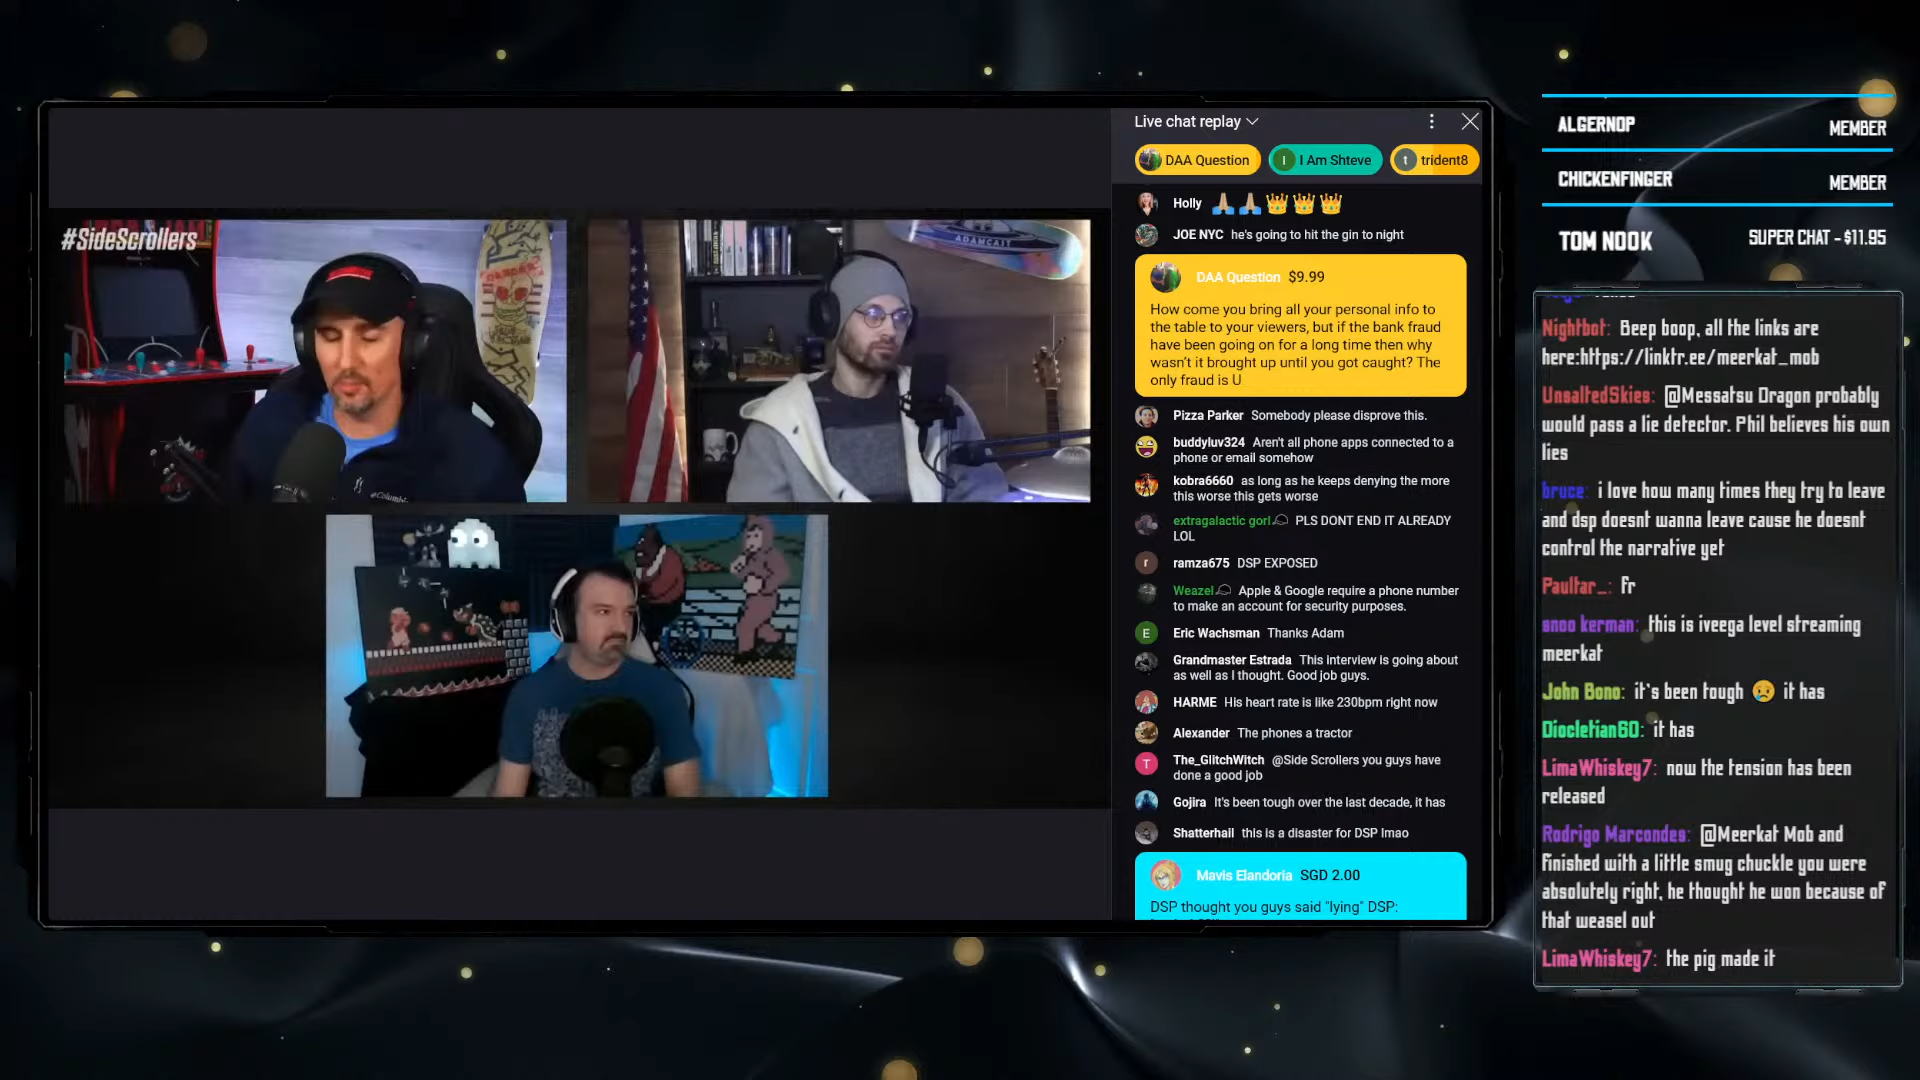 #SideScrollers
ADAMCAST
Live chat replay
DAA Question
I Am Shteve
trident8
Holly
JOE NYC he's going to hit the gin to night
DAA Question $9.99
How come you bring all your personal info to
the table to your viewers, but if the bank fraud
have been going on for a long time then why
wasn't it brought up until you got caught? The
only fraud is U
Pizza Parker Somebody please disprove this.
buddyluv324 Aren't all phone apps connected to a
phone or email somehow
kobra6660 as long as he keeps denying the more
this worse this gets worse
extragalactic gorl PLS DONT END IT ALREADY
LOL
ramza675 DSP EXPOSED
Weazel Apple & Google require a phone number
to make an account for security purposes.
Eric Wachsman Thanks Adam
Grandmaster Estrada This interview is going about
as well as i thought. Good job guys.
HARME His heart rate is like 230bpm right now
Alexander The phones a tractor
The_GlitchWitch @Side Scrollers you guys have
done a good job
Gojira It's been tough over the last decade, it has
Shatterhail this is a disaster for DSP lmao
Mavis Elandoria SGD 2.00
DSP thought you guys said "lying" DSP:
ALGERNOP MEMBER
CHICKENFINGER MEMBER
TOM NOOK SUPER CHAT - $11.95
Nightbot: Beep boop, all the links are
here:https://linktr.ee/meerkat_mob
UnsaltedSkies: @Messatsu Dragon probably
would pass a lie detector. Phil believes his own
lies
bruce: i love how many times they try to leave
and dsp doesnt wanna leave cause he doesnt
control the narrative yet
Paultar_: fr
snoo kerman: this is iveega level streaming
meerkat
John Bono: it's been tough 😢 it has
Diocletian60: it has
LimaWhiskey7: now the tension has been
released
Rodrigo Marcondes: @Meerkat Mob and
finished with a little smug chuckle you were
absolutely right, he thought he won because of
that weasel out
LimaWhiskey7: the pig made it